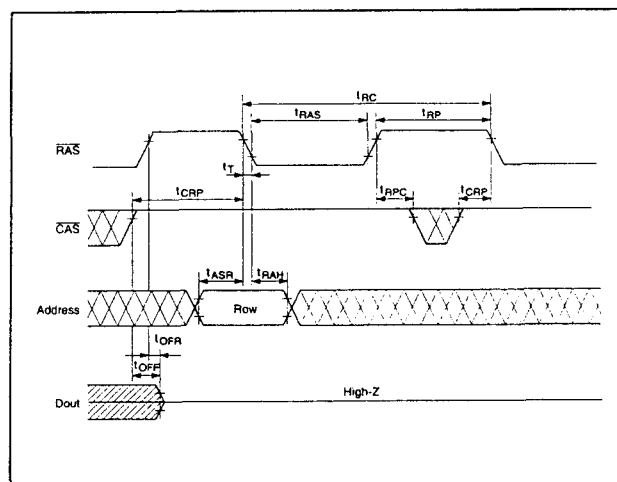 tRC
tRAS
tRP
RAS
tT
tCRP
tRPC
tCRP
CAS
tASR
tRAH
Address
Row
tOFR
tOFF
High-Z
Dout